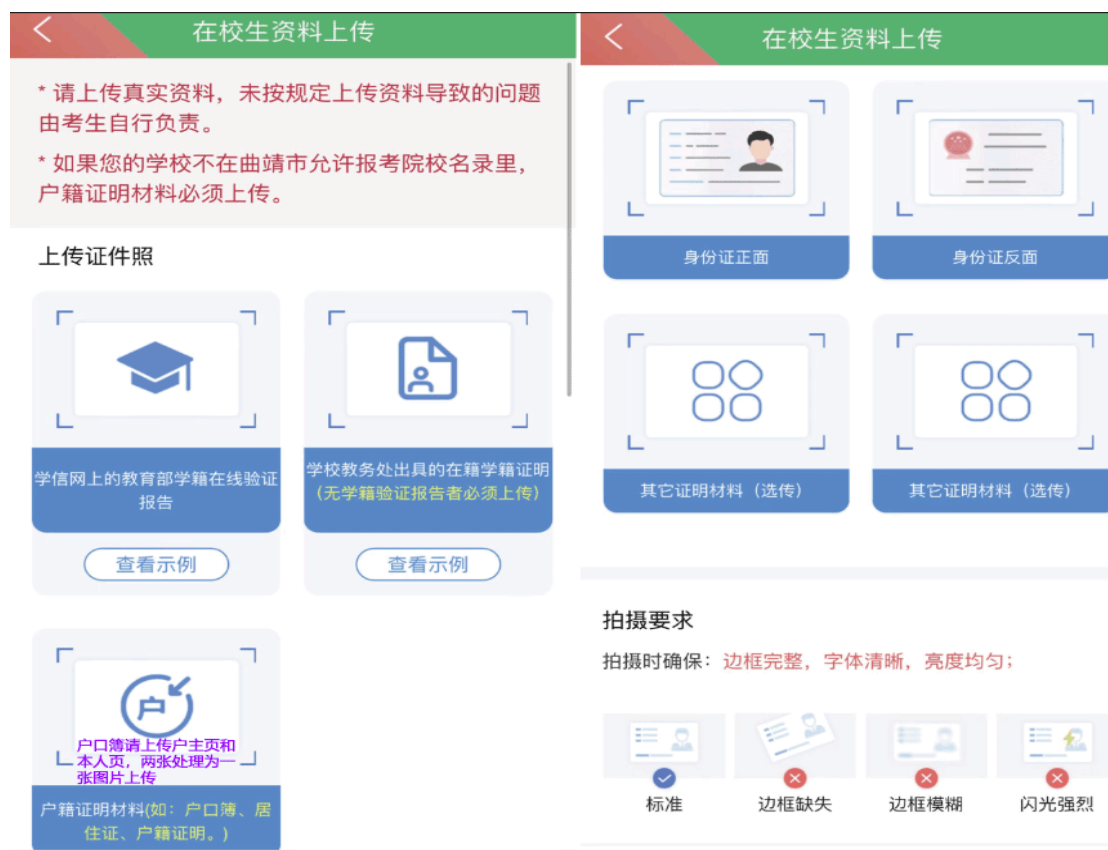 在校生资料上传
* 请上传真实资料，未按规定上传资料导致的问题
由考生自行负责。
* 如果您的学校不在曲靖市允许报考院校名录里，
户籍证明材料必须上传。
上传证件照
学信网上的教育部学籍在线验证
报告
查看示例
学校教务处出具的在籍学籍证明
（无学籍验证报告者必须上传）
查看示例
户
户口簿请上传户主页和
本人页，两张处理为一
张图片上传
户籍证明材料(如：户口簿、居
住证、户籍证明。)
在校生资料上传
身份证正面
身份证反面
其它证明材料（选传）
其它证明材料（选传）
拍摄要求
拍摄时确保：边框完整，字体清晰，亮度均匀；
标准
边框缺失
边框模糊
闪光强烈